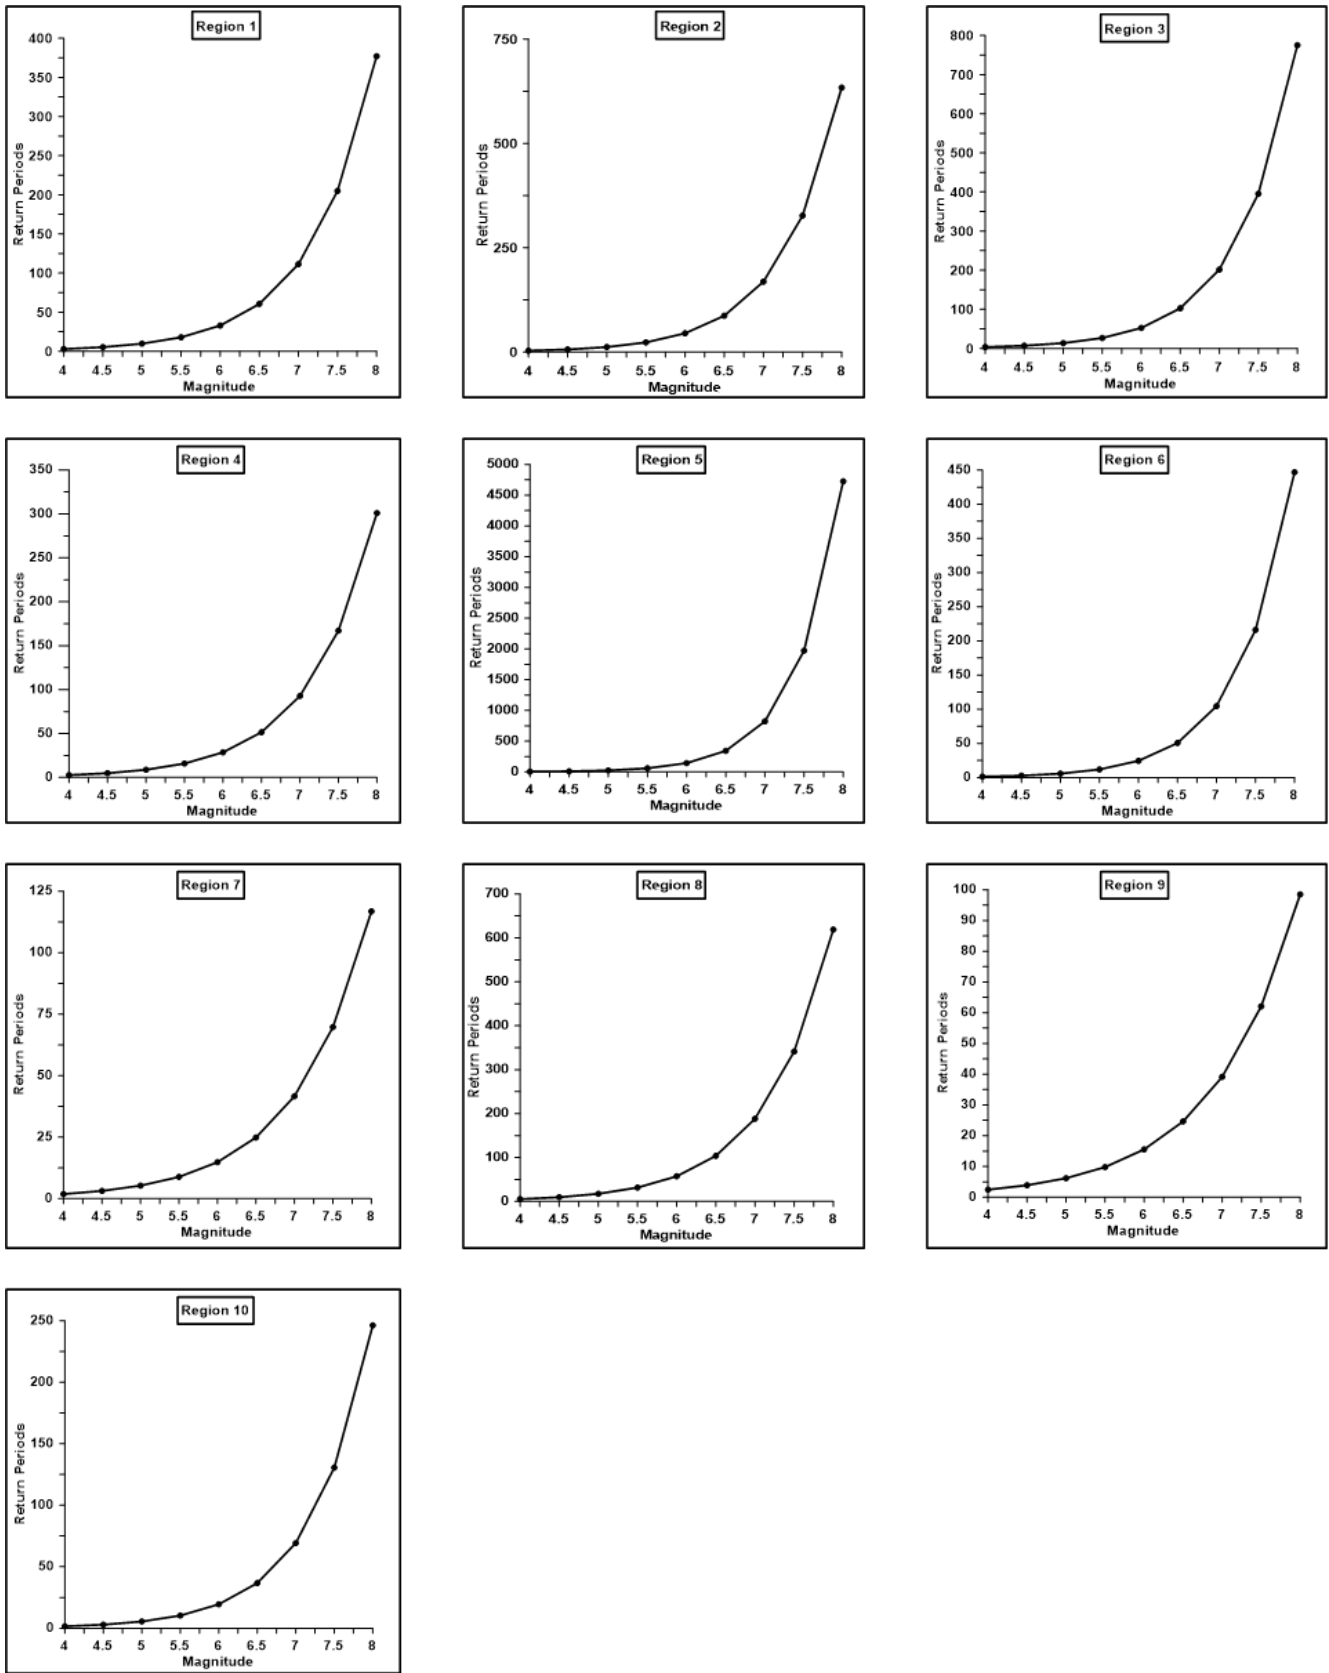 Region 1
400
350
300
250
200
150
100
50
0
Return Periods
4 4.5 5 5.5 6 6.5 7 7.5 8
Magnitude
Region 2
750
500
250
0
Return Periods
4 4.5 5 5.5 6 6.5 7 7.5 8
Magnitude
Region 3
800
700
600
500
400
300
200
100
0
Return Periods
4 4.5 5 5.5 6 6.5 7 7.5 8
Magnitude
Region 4
350
300
250
200
150
100
50
0
Return Periods
4 4.5 5 5.5 6 6.5 7 7.5 8
Magnitude
Region 5
5000
4500
4000
3500
3000
2500
2000
1500
1000
500
0
Return Periods
4 4.5 5 5.5 6 6.5 7 7.5 8
Magnitude
Region 6
450
400
350
300
250
200
150
100
50
0
Return Periods
4 4.5 5 5.5 6 6.5 7 7.5 8
Magnitude
Region 7
125
100
75
50
25
0
Return Periods
4 4.5 5 5.5 6 6.5 7 7.5 8
Magnitude
Region 8
700
600
500
400
300
200
100
0
Return Periods
4 4.5 5 5.5 6 6.5 7 7.5 8
Magnitude
Region 9
100
90
80
70
60
50
40
30
20
10
0
Return Periods
4 4.5 5 5.5 6 6.5 7 7.5 8
Magnitude
Region 10
250
200
150
100
50
0
Return Periods
4 4.5 5 5.5 6 6.5 7 7.5 8
Magnitude